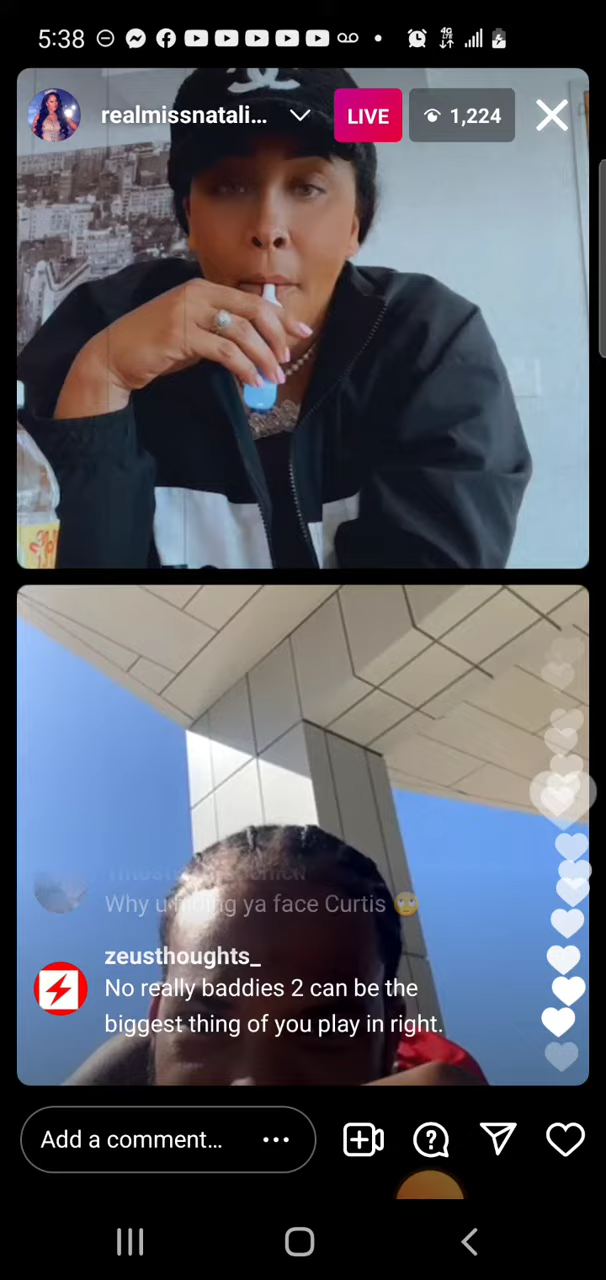 5:38
realmissnatali...
LIVE
1,224
Why u
ya face Curtis 🙄
zeusthoughts_
No really baddies 2 can be the
biggest thing of you play in right.
Add a comment...